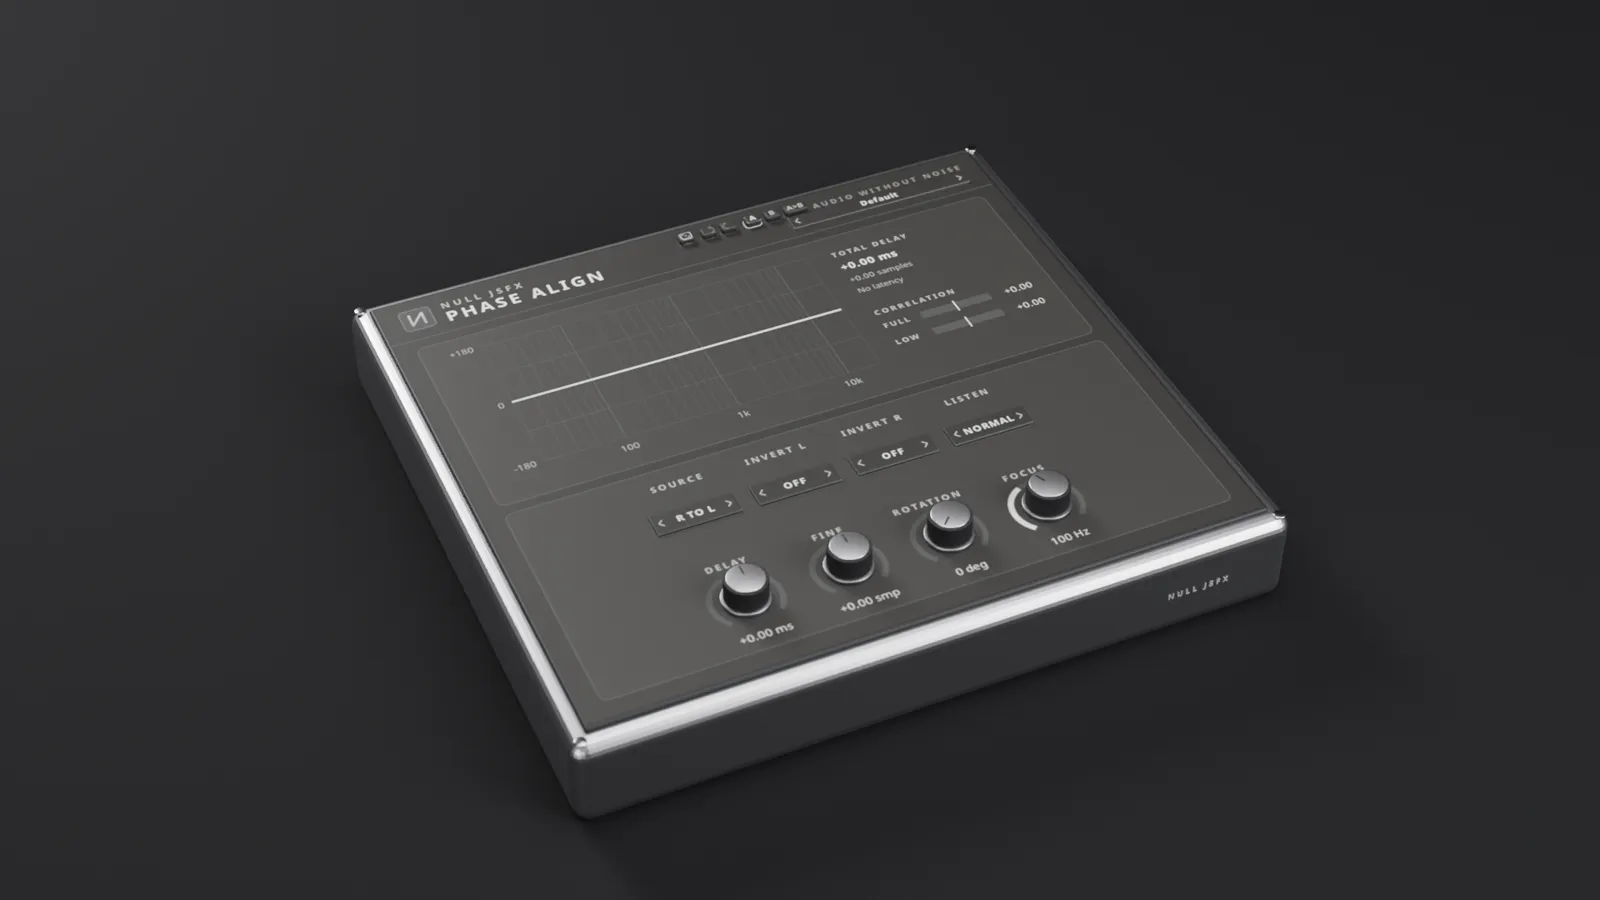 AUDIO WITHOUT NOISE
A B A>B
< Default >
NULL JSFX
PHASE ALIGN
TOTAL DELAY
+0.00 ms
+0.00 samples
No latency
CORRELATION
FULL +0.00
LOW +0.00
+180
0
-180
100 1k 10k
SOURCE INVERT L INVERT R LISTEN
< R TO L > < OFF > < OFF > < NORMAL >
DELAY FINE ROTATION FOCUS
+0.00 ms +0.00 smp 0 deg 100 Hz
NULL JSFX